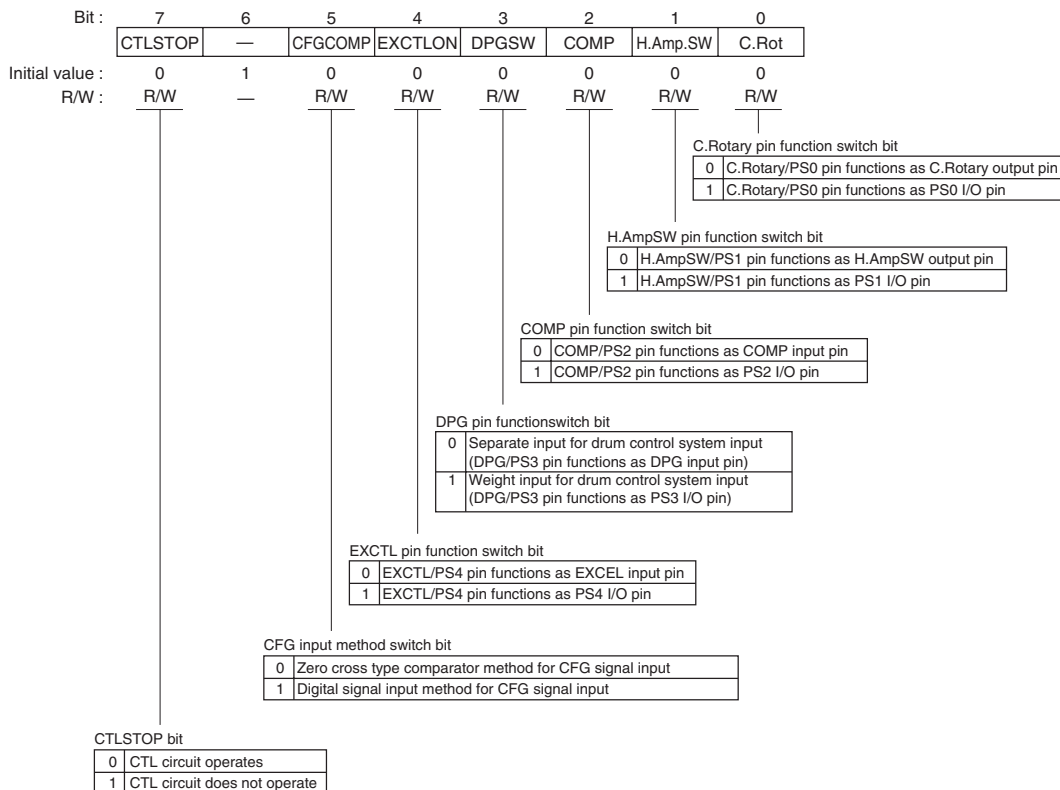 Bit : 7 6 5 4 3 2 1 0
CTLSTOP — CFGCOMP EXCTLON DPGSW COMP H.Amp.SW C.Rot
Initial value : 0 1 0 0 0 0 0 0
R/W : R/W — R/W R/W R/W R/W R/W R/W
C.Rotary pin function switch bit
0 C.Rotary/PS0 pin functions as C.Rotary output pin
1 C.Rotary/PS0 pin functions as PS0 I/O pin
H.AmpSW pin function switch bit
0 H.AmpSW/PS1 pin functions as H.AmpSW output pin
1 H.AmpSW/PS1 pin functions as PS1 I/O pin
COMP pin function switch bit
0 COMP/PS2 pin functions as COMP input pin
1 COMP/PS2 pin functions as PS2 I/O pin
DPG pin functionswitch bit
0 Separate input for drum control system input
(DPG/PS3 pin functions as DPG input pin)
1 Weight input for drum control system input
(DPG/PS3 pin functions as PS3 I/O pin)
EXCTL pin function switch bit
0 EXCTL/PS4 pin functions as EXCEL input pin
1 EXCTL/PS4 pin functions as PS4 I/O pin
CFG input method switch bit
0 Zero cross type comparator method for CFG signal input
1 Digital signal input method for CFG signal input
CTLSTOP bit
0 CTL circuit operates
1 CTL circuit does not operate